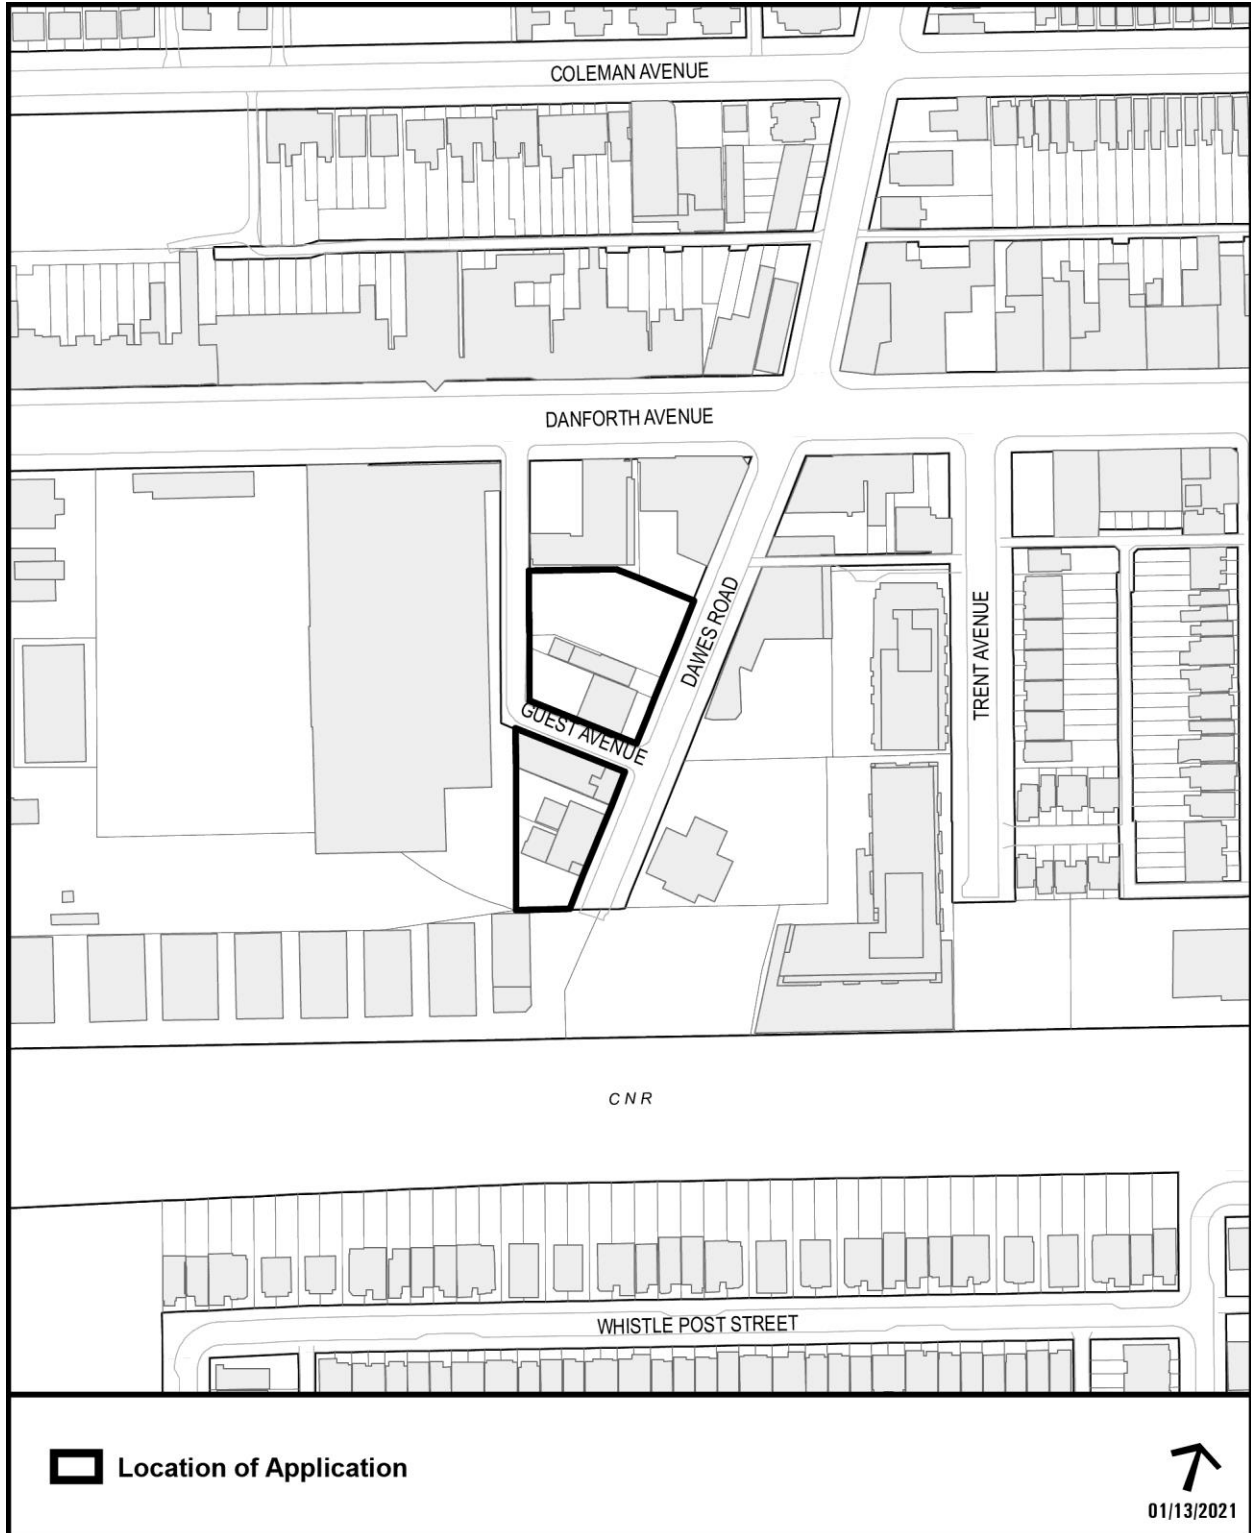 COLEMAN AVENUE
DANFORTH AVENUE
DAWES ROAD
TRENT AVENUE
GUEST AVENUE
CNR
WHISTLE POST STREET
Location of Application
01/13/2021